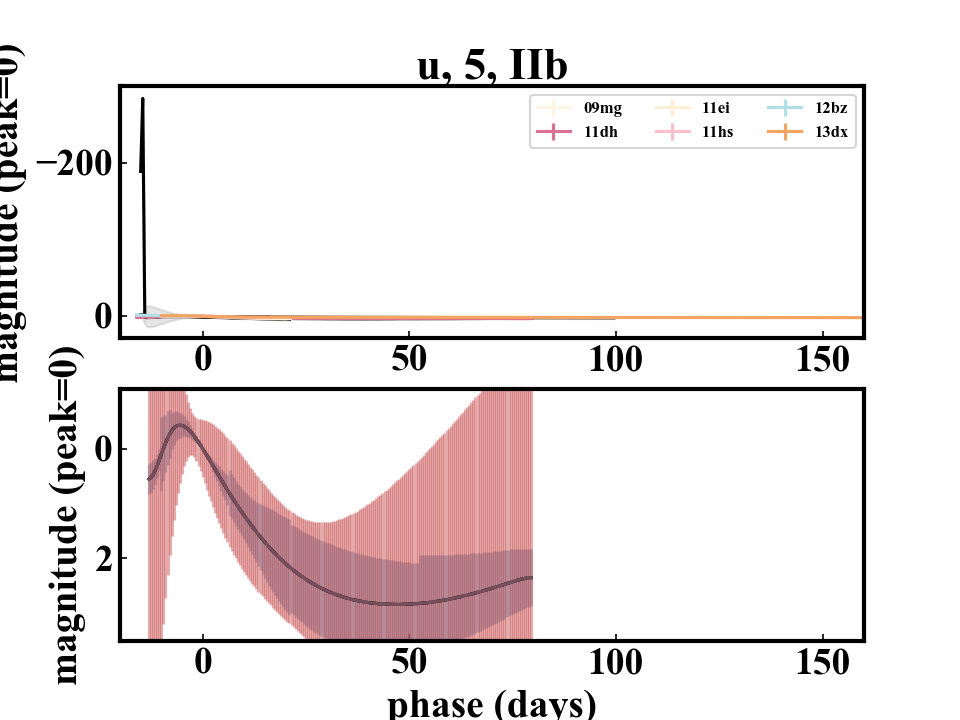 u, 5, IIb
magnitude (peak=0)
−200
0
09mg 11ei 12bz
11dh 11hs 13dx
0 50 100 150
magnitude (peak=0)
0
2
0 50 100 150
phase (days)